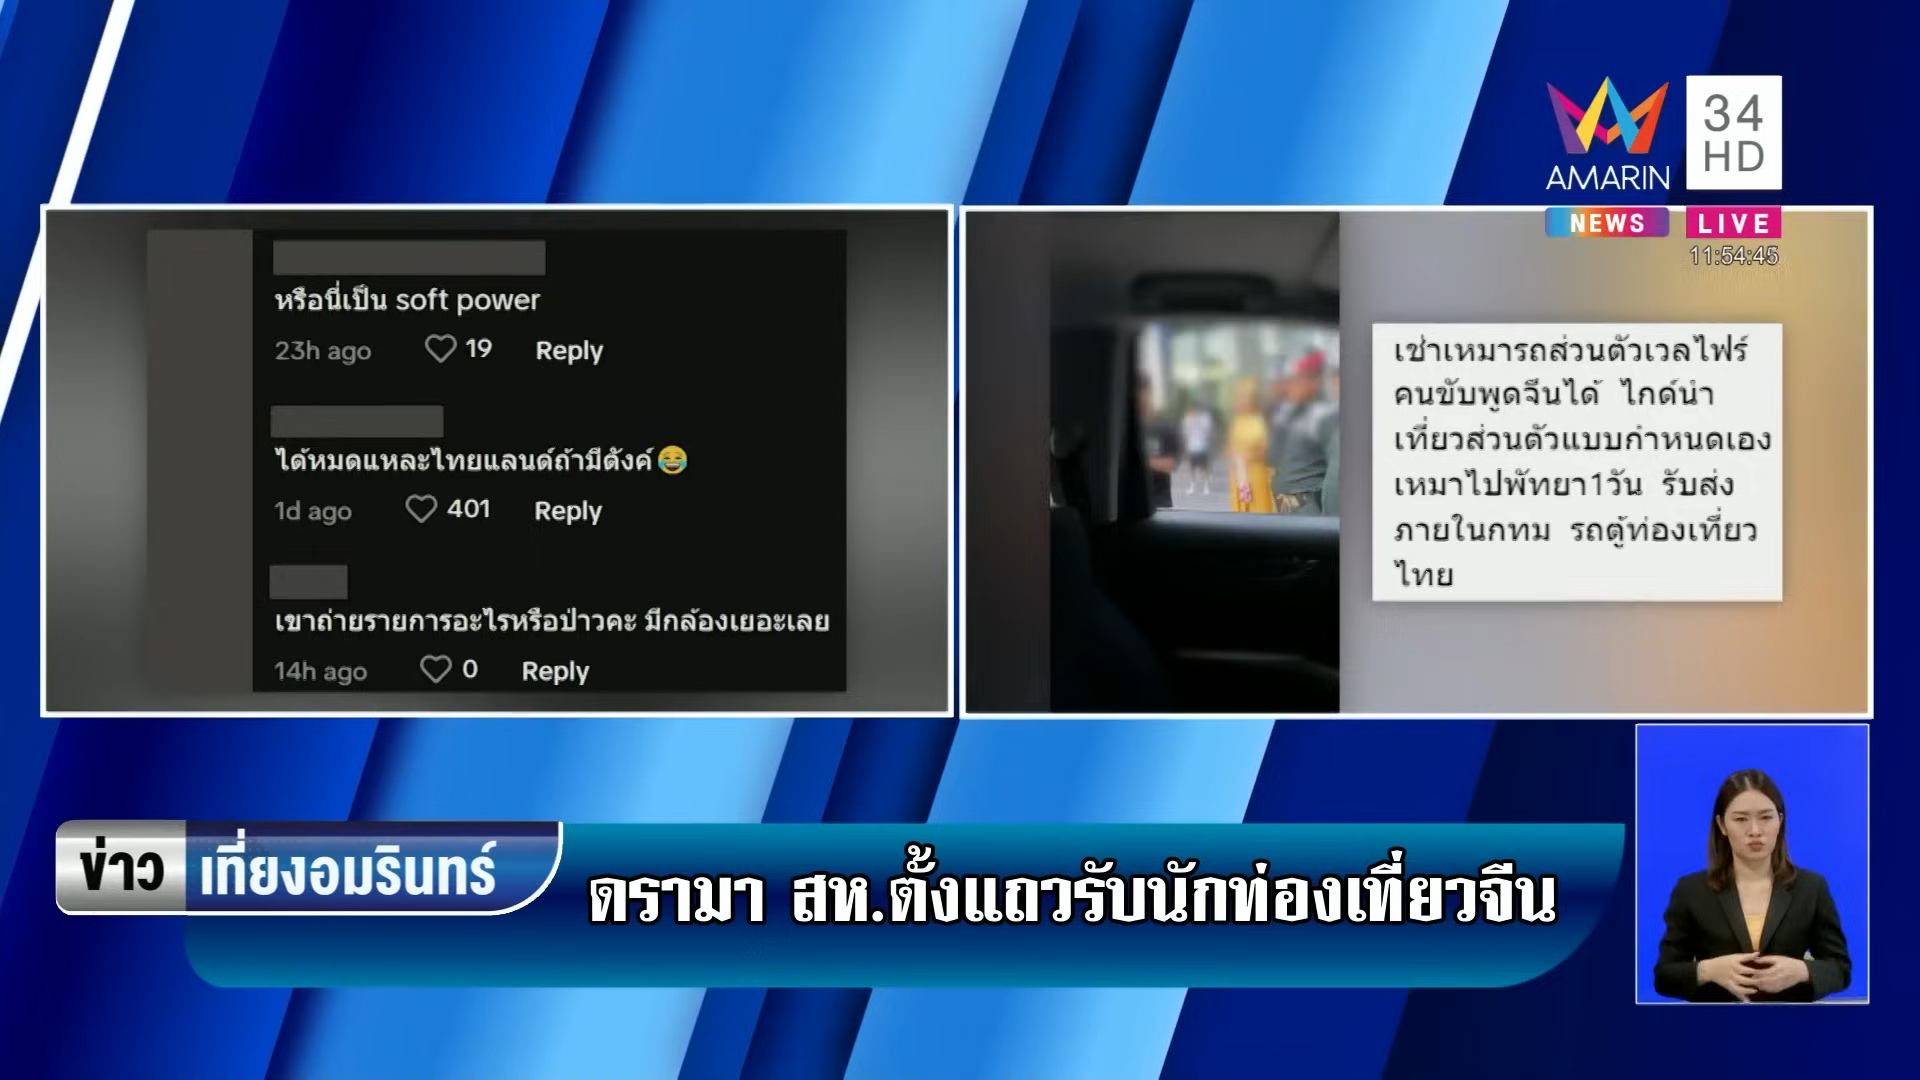 AMARIN
34
HD
NEWS
LIVE
11:54:45
หรือนี่เป็น soft power
23h ago 19 Reply
ได้หมดแหละไทยแลนด์ถ้ามีตังค์😂
1d ago 401 Reply
เขาถ่ายรายการอะไรหรือป่าวคะ มีกล้องเยอะเลย
14h ago 0 Reply
เช่าเหมารถส่วนตัวเวลไฟร์
คนขับพูดจีนได้ ไกด์นำ
เที่ยวส่วนตัวแบบกำหนดเอง
เหมาไปพัทยา1วัน รับส่ง
ภายในกทม รถตู้ท่องเที่ยว
ไทย
ข่าว เที่ยงอมรินทร์
ดรามา สห.ตั้งแถวรับนักท่องเที่ยวจีน